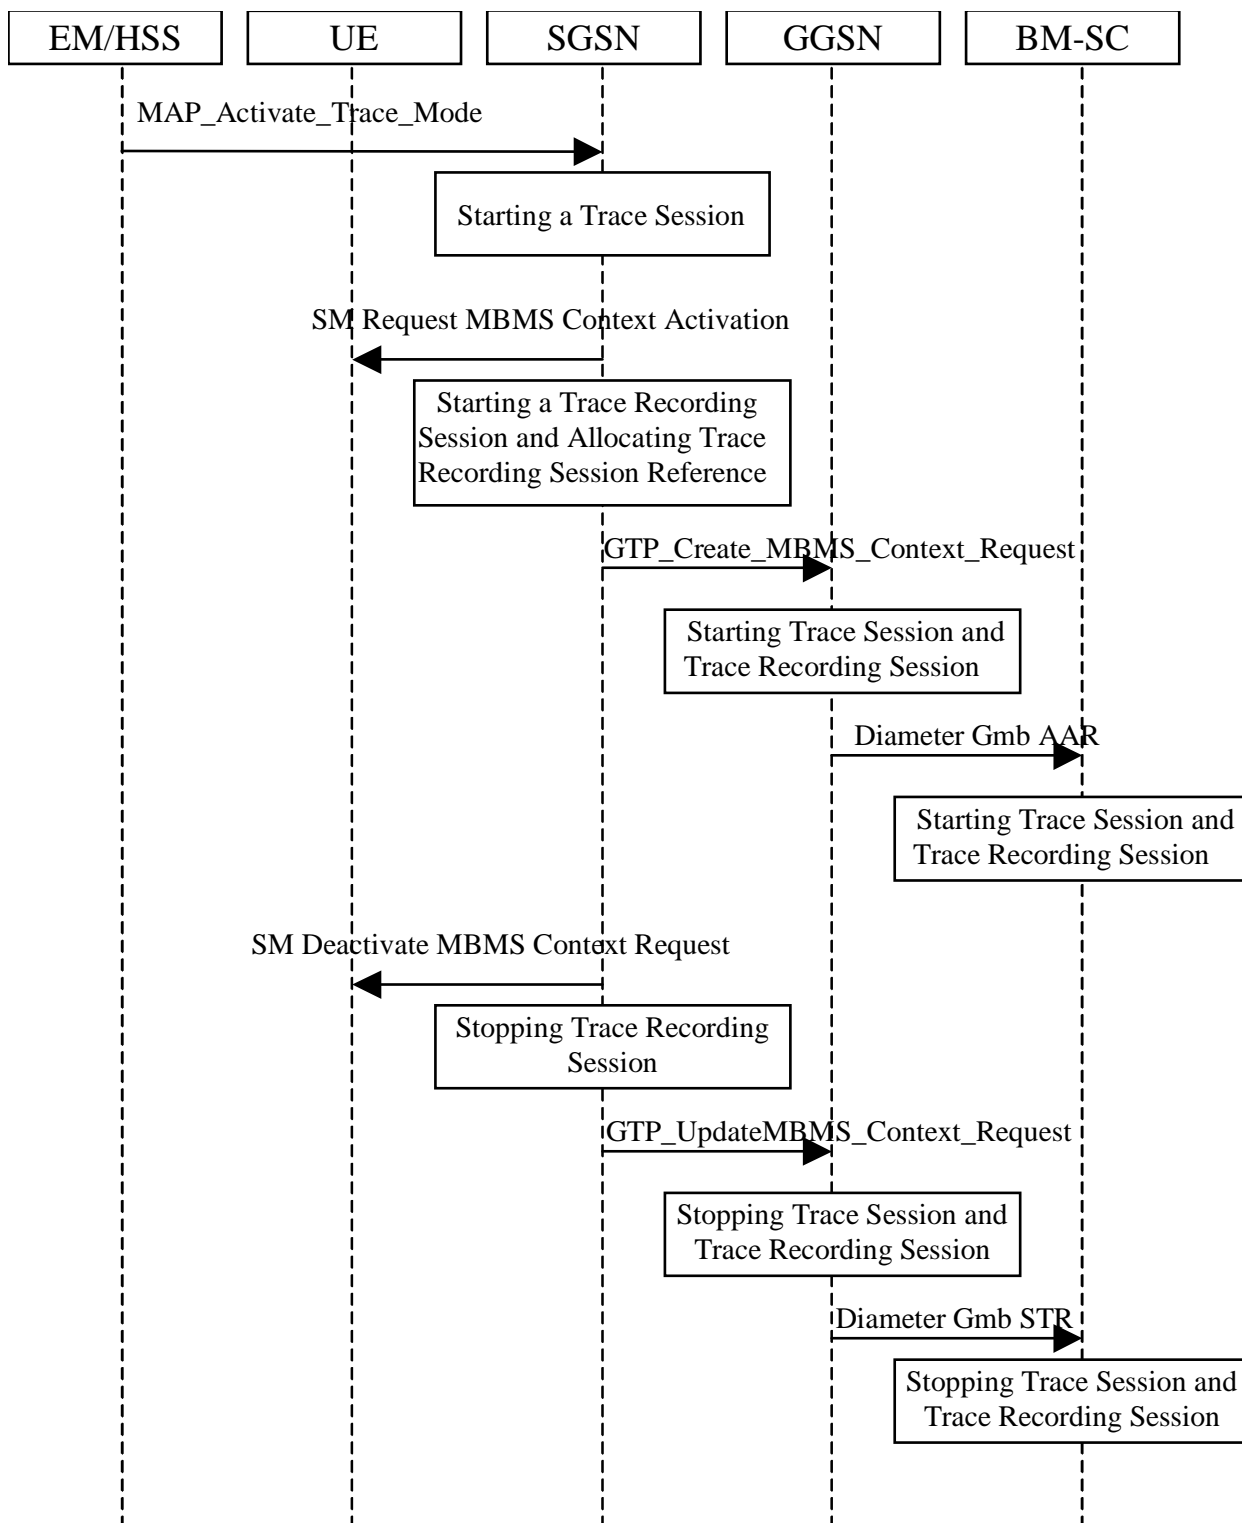 EM/HSS
UE
SGSN
GGSN
BM-SC
MAP_Activate_Trace_Mode
Starting a Trace Session
SM Request MBMS Context Activation
Starting a Trace Recording
Session and Allocating Trace
Recording Session Reference
GTP_Create_MBMS_Context_Request
Starting Trace Session and
Trace Recording Session
Diameter Gmb AAR
Starting Trace Session and
Trace Recording Session
SM Deactivate MBMS Context Request
Stopping Trace Recording
Session
GTP_UpdateMBMS_Context_Request
Stopping Trace Session and
Trace Recording Session
Diameter Gmb STR
Stopping Trace Session and
Trace Recording Session